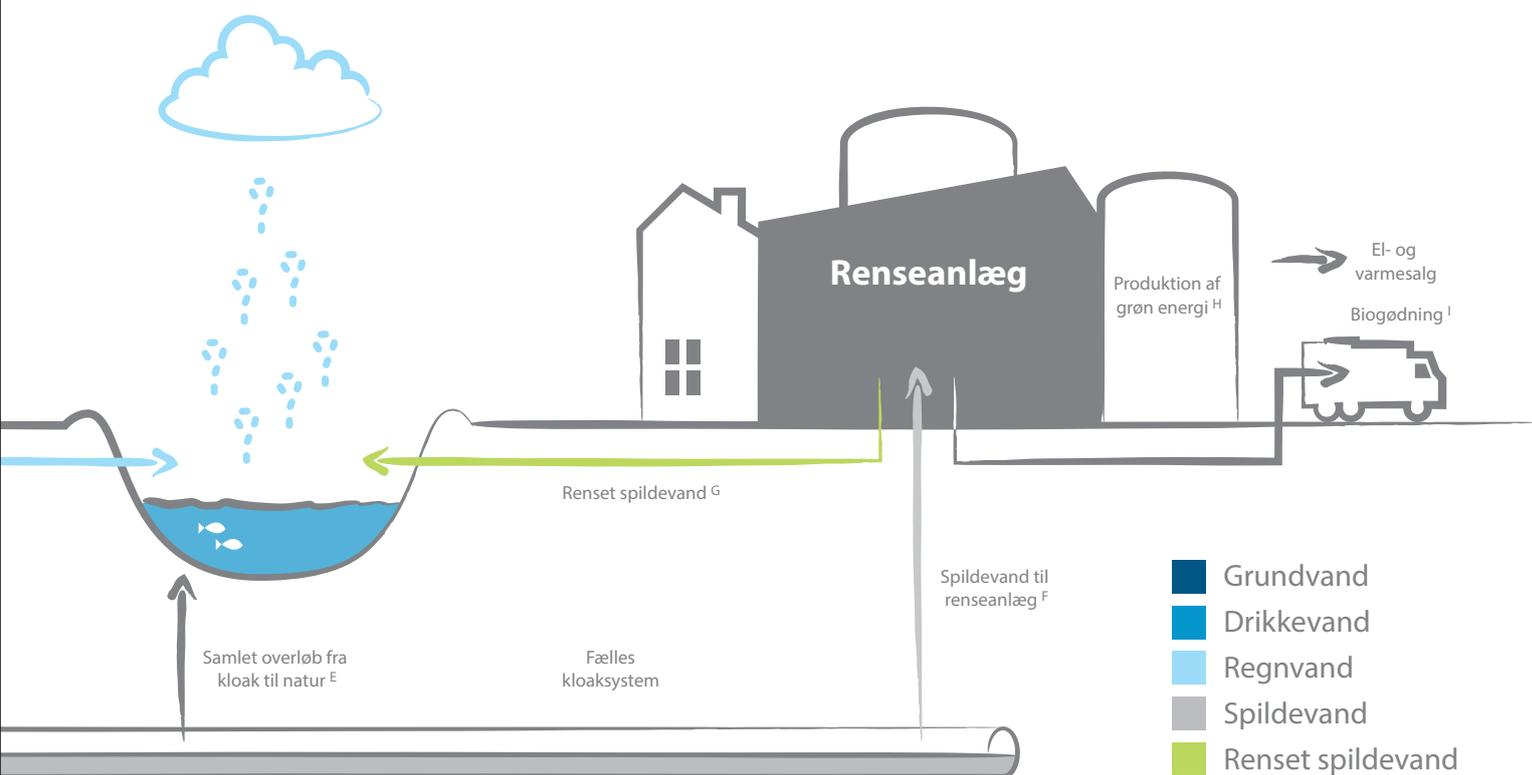 Renseanlæg
Produktion af
grøn energi H
El- og
varmesalg
Biogødning I
Renset spildevand G
Spildevand til
renseanlæg F
Samlet overløb fra
kloak til natur E
Fælles
kloaksystem
Grundvand
Drikkevand
Regnvand
Spildevand
Renset spildevand